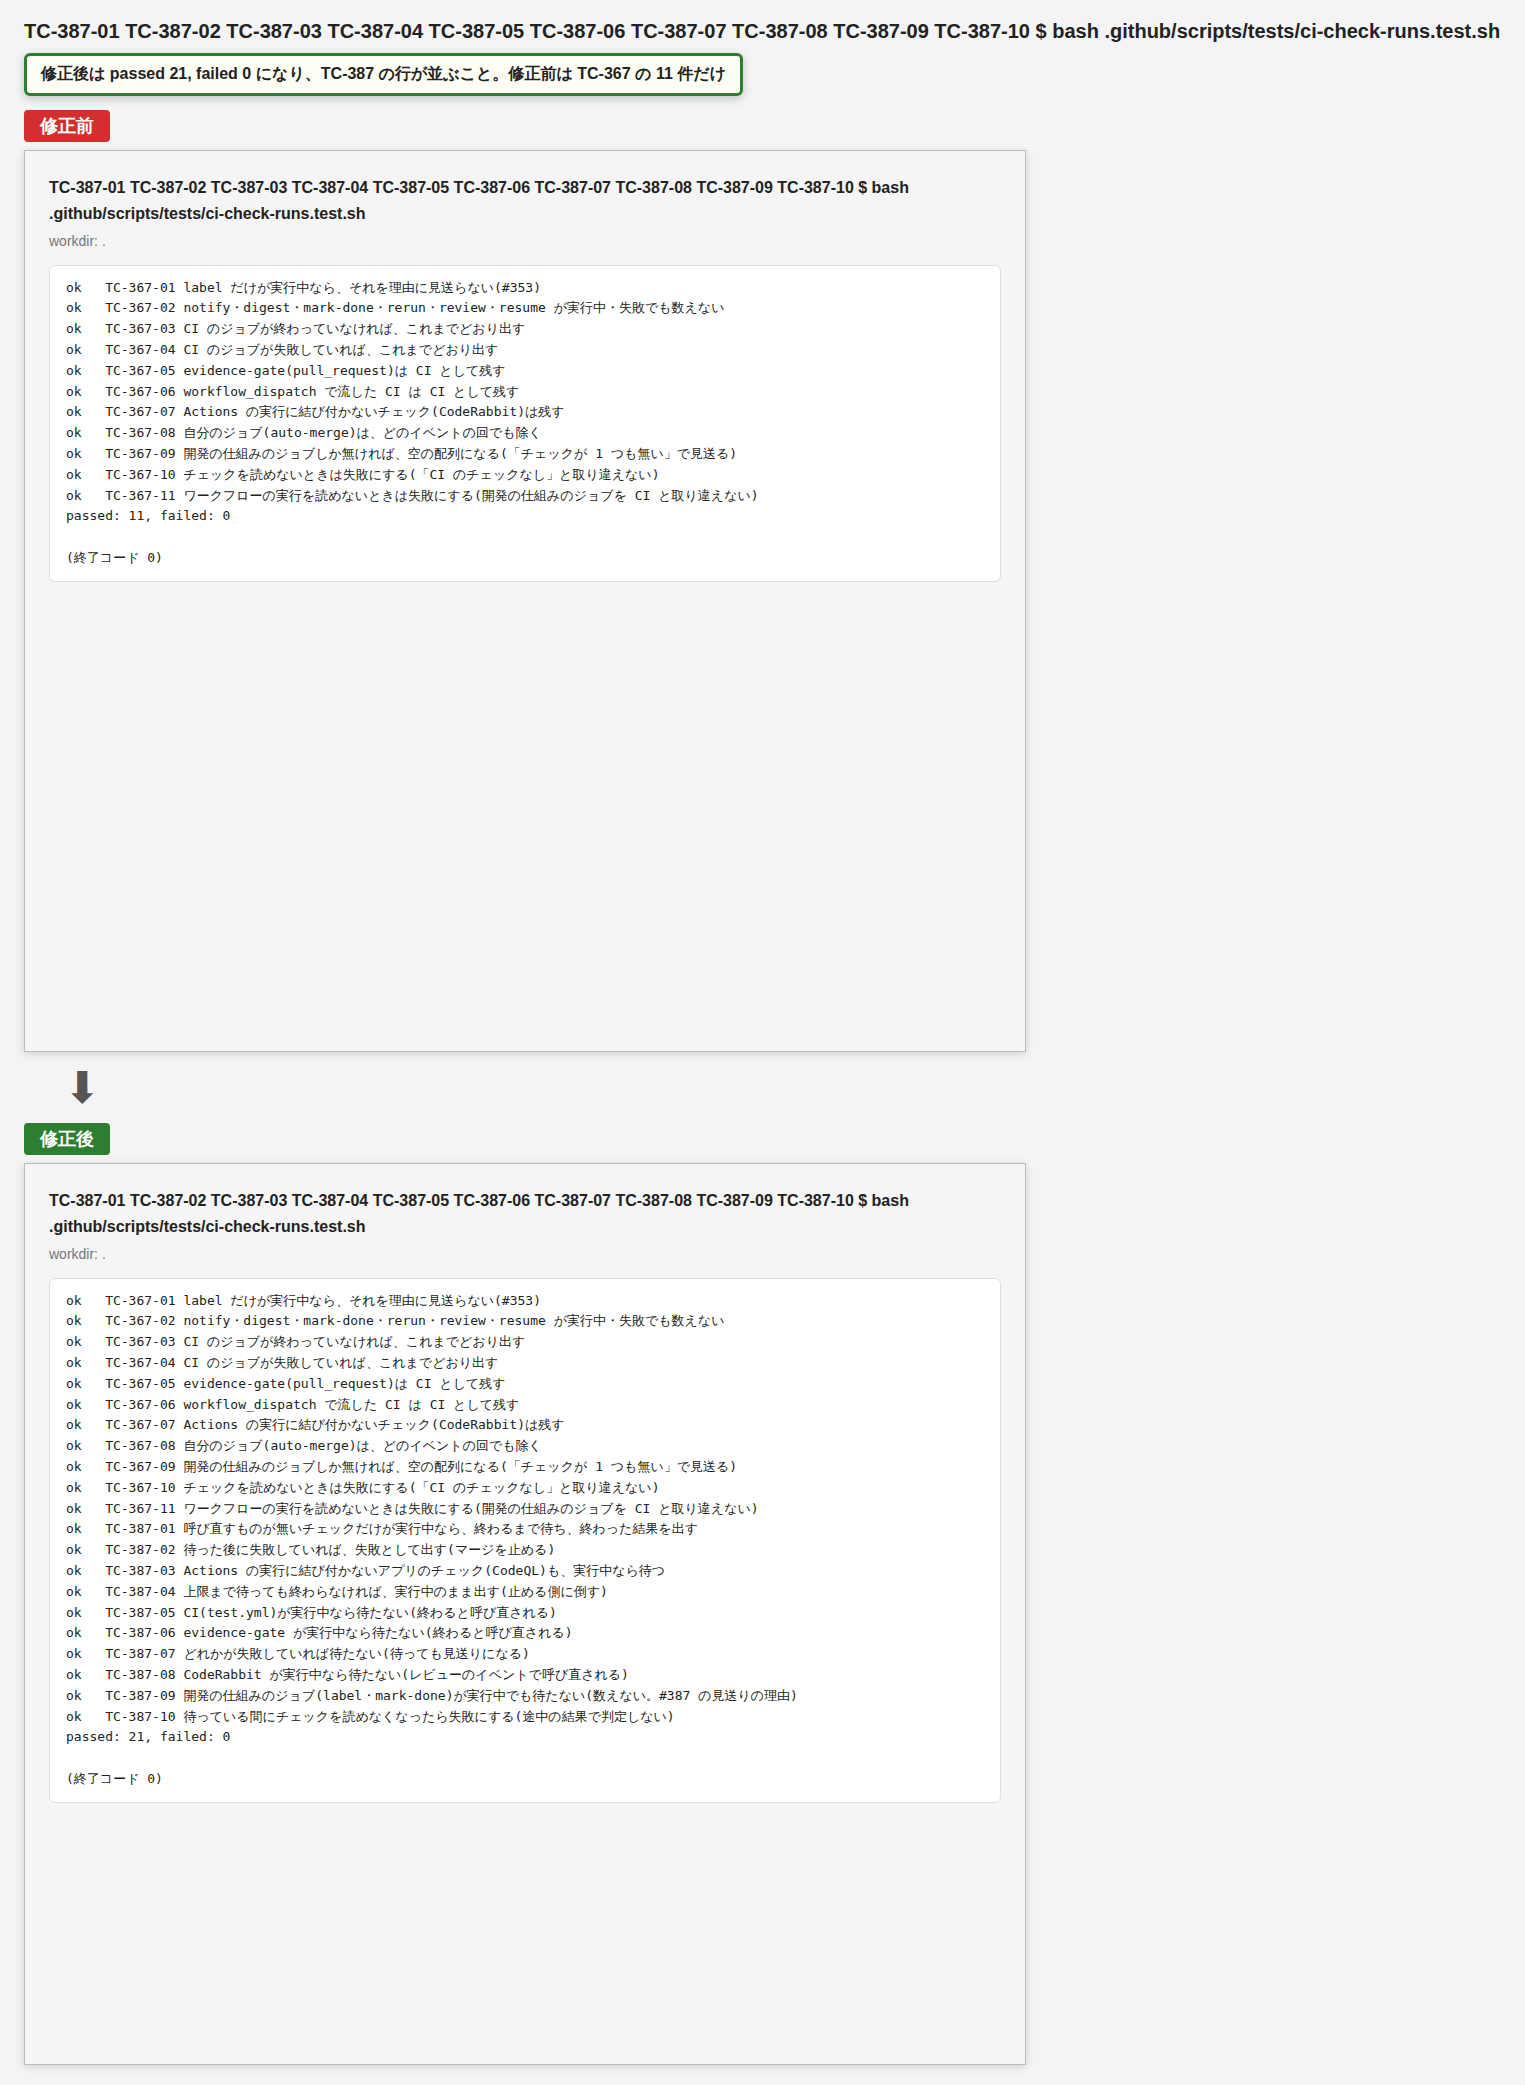 TC-387-01 TC-387-02 TC-387-03 TC-387-04 TC-387-05 TC-387-06 TC-387-07 TC-387-08 TC-387-09 TC-387-10 $ bash .github/scripts/tests/ci-check-runs.test.sh
修正後は passed 21, failed 0 になり、TC-387 の行が並ぶこと。修正前は TC-367 の 11 件だけ
修正前
TC-387-01 TC-387-02 TC-387-03 TC-387-04 TC-387-05 TC-387-06 TC-387-07 TC-387-08 TC-387-09 TC-387-10 $ bash
.github/scripts/tests/ci-check-runs.test.sh
workdir: .
ok   TC-367-01 label だけが実行中なら、それを理由に見送らない(#353)
ok   TC-367-02 notify・digest・mark-done・rerun・review・resume が実行中・失敗でも数えない
ok   TC-367-03 CI のジョブが終わっていなければ、これまでどおり出す
ok   TC-367-04 CI のジョブが失敗していれば、これまでどおり出す
ok   TC-367-05 evidence-gate(pull_request)は CI として残す
ok   TC-367-06 workflow_dispatch で流した CI は CI として残す
ok   TC-367-07 Actions の実行に結び付かないチェック(CodeRabbit)は残す
ok   TC-367-08 自分のジョブ(auto-merge)は、どのイベントの回でも除く
ok   TC-367-09 開発の仕組みのジョブしか無ければ、空の配列になる(「チェックが 1 つも無い」で見送る)
ok   TC-367-10 チェックを読めないときは失敗にする(「CI のチェックなし」と取り違えない)
ok   TC-367-11 ワークフローの実行を読めないときは失敗にする(開発の仕組みのジョブを CI と取り違えない)
passed: 11, failed: 0
(終了コード 0)
⬇
修正後
TC-387-01 TC-387-02 TC-387-03 TC-387-04 TC-387-05 TC-387-06 TC-387-07 TC-387-08 TC-387-09 TC-387-10 $ bash
.github/scripts/tests/ci-check-runs.test.sh
workdir: .
ok   TC-367-01 label だけが実行中なら、それを理由に見送らない(#353)
ok   TC-367-02 notify・digest・mark-done・rerun・review・resume が実行中・失敗でも数えない
ok   TC-367-03 CI のジョブが終わっていなければ、これまでどおり出す
ok   TC-367-04 CI のジョブが失敗していれば、これまでどおり出す
ok   TC-367-05 evidence-gate(pull_request)は CI として残す
ok   TC-367-06 workflow_dispatch で流した CI は CI として残す
ok   TC-367-07 Actions の実行に結び付かないチェック(CodeRabbit)は残す
ok   TC-367-08 自分のジョブ(auto-merge)は、どのイベントの回でも除く
ok   TC-367-09 開発の仕組みのジョブしか無ければ、空の配列になる(「チェックが 1 つも無い」で見送る)
ok   TC-367-10 チェックを読めないときは失敗にする(「CI のチェックなし」と取り違えない)
ok   TC-367-11 ワークフローの実行を読めないときは失敗にする(開発の仕組みのジョブを CI と取り違えない)
ok   TC-387-01 呼び直すものが無いチェックだけが実行中なら、終わるまで待ち、終わった結果を出す
ok   TC-387-02 待った後に失敗していれば、失敗として出す(マージを止める)
ok   TC-387-03 Actions の実行に結び付かないアプリのチェック(CodeQL)も、実行中なら待つ
ok   TC-387-04 上限まで待っても終わらなければ、実行中のまま出す(止める側に倒す)
ok   TC-387-05 CI(test.yml)が実行中なら待たない(終わると呼び直される)
ok   TC-387-06 evidence-gate が実行中なら待たない(終わると呼び直される)
ok   TC-387-07 どれかが失敗していれば待たない(待っても見送りになる)
ok   TC-387-08 CodeRabbit が実行中なら待たない(レビューのイベントで呼び直される)
ok   TC-387-09 開発の仕組みのジョブ(label・mark-done)が実行中でも待たない(数えない。#387 の見送りの理由)
ok   TC-387-10 待っている間にチェックを読めなくなったら失敗にする(途中の結果で判定しない)
passed: 21, failed: 0
(終了コード 0)